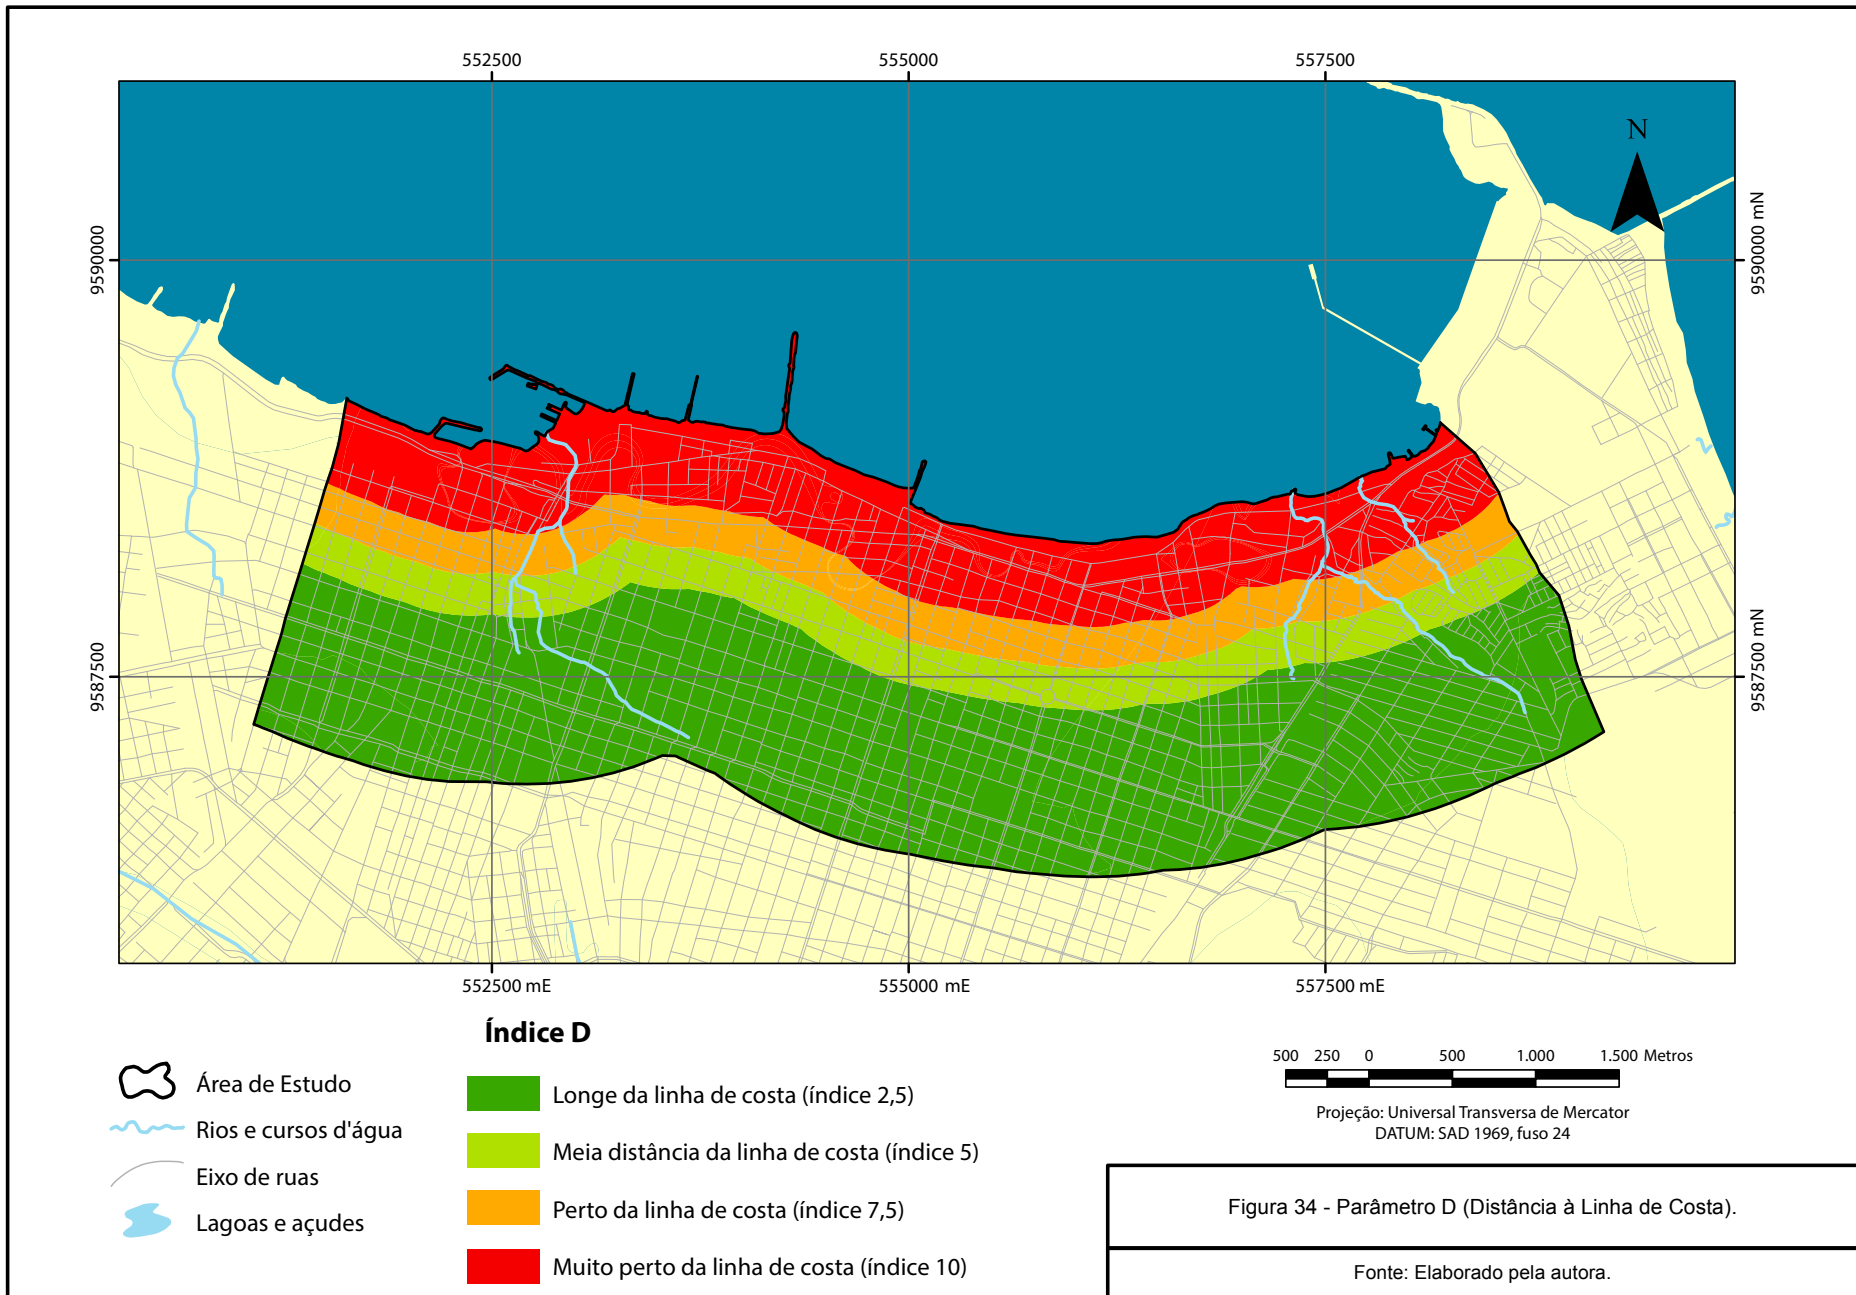 552500
555000
557500
N
9590000
9590000 mN
9587500
9587500 mN
552500 mE
555000 mE
557500 mE
Índice D
Área de Estudo
Rios e cursos d'água
Eixo de ruas
Lagoas e açudes
Longe da linha de costa (índice 2,5)
Meia distância da linha de costa (índice 5)
Perto da linha de costa (índice 7,5)
Muito perto da linha de costa (índice 10)
500 250 0 500 1.000 1.500 Metros
Projeção: Universal Transversa de Mercator
DATUM: SAD 1969, fuso 24
Figura 34 - Parâmetro D (Distância à Linha de Costa).
Fonte: Elaborado pela autora.